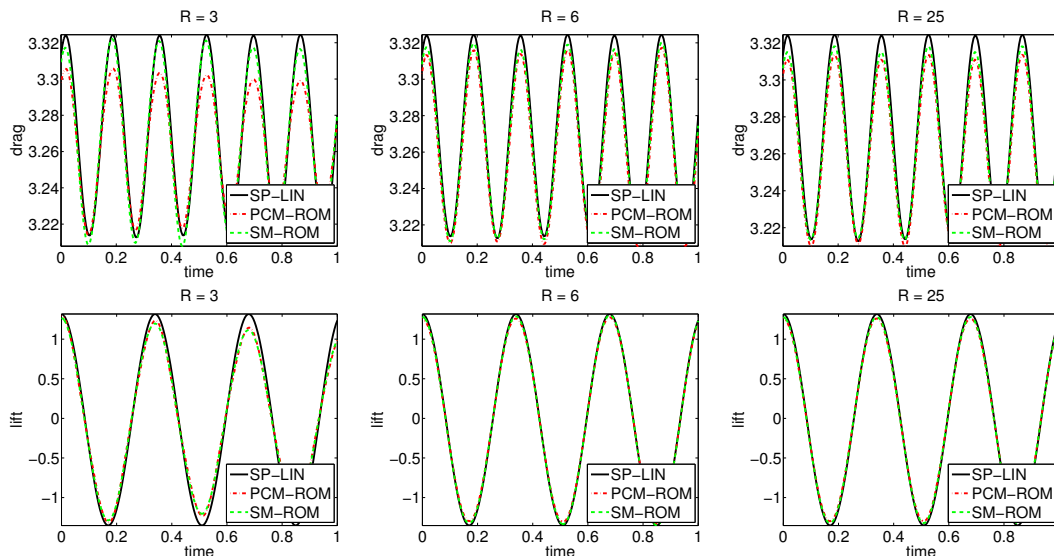 R = 3
3.32
3.30
3.28
3.26
3.24
3.22
drag
0
0.2
0.4
0.6
0.8
1
time
SP-LIN
PCM-ROM
SM-ROM
R = 6
3.32
3.30
3.28
3.26
3.24
3.22
drag
0
0.2
0.4
0.6
0.8
1
time
SP-LIN
PCM-ROM
SM-ROM
R = 25
3.32
3.30
3.28
3.26
3.24
3.22
drag
0
0.2
0.4
0.6
0.8
time
SP-LIN
PCM-ROM
SM-ROM
R = 3
1
0.5
0
−0.5
−1
lift
0
0.2
0.4
0.6
0.8
1
time
SP-LIN
PCM-ROM
SM-ROM
R = 6
1
0.5
0
−0.5
−1
lift
0
0.2
0.4
0.6
0.8
1
time
SP-LIN
PCM-ROM
SM-ROM
R = 25
1
0.5
0
−0.5
−1
lift
0
0.2
0.4
0.6
0.8
time
SP-LIN
PCM-ROM
SM-ROM